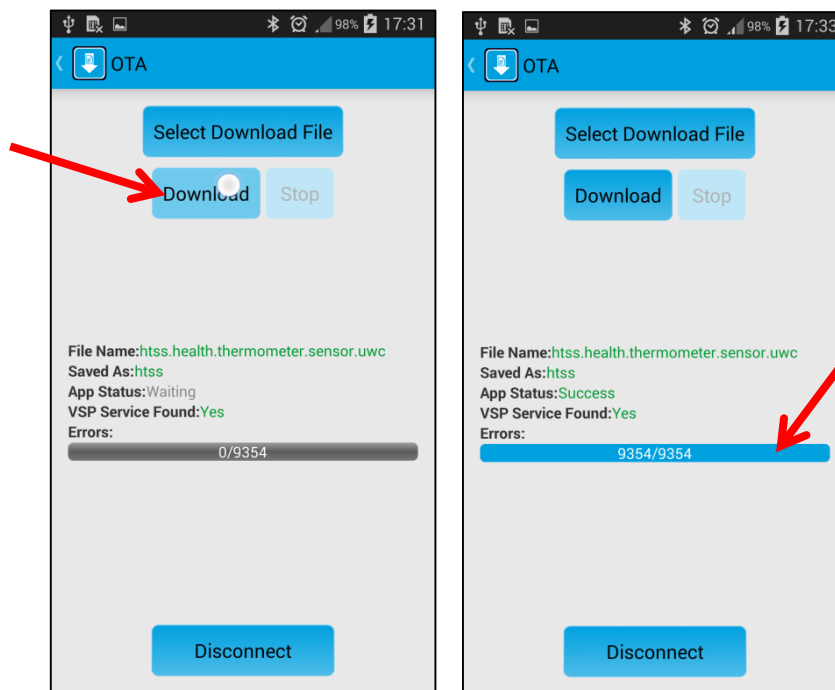 98% 17:31
OTA
Select Download File
Download Stop
File Name:htss.health.thermometer.sensor.uwc
Saved As:htss
App Status:Waiting
VSP Service Found:Yes
Errors:
0/9354
Disconnect
98% 17:33
OTA
Select Download File
Download Stop
File Name:htss.health.thermometer.sensor.uwc
Saved As:htss
App Status:Success
VSP Service Found:Yes
Errors:
9354/9354
Disconnect